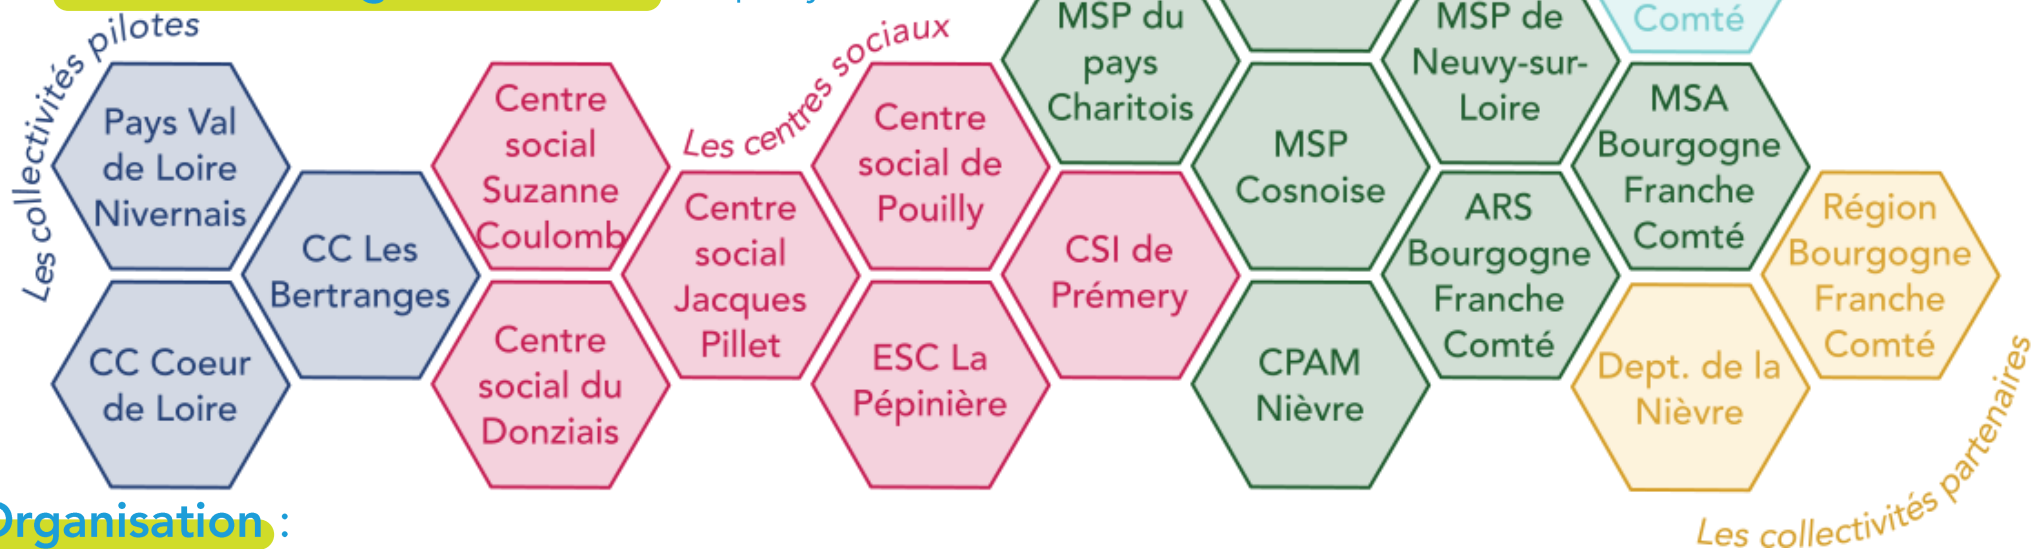 Les collectivités pilotes
Pays Val
de Loire
Nivernais
CC Les
Bertranges
CC Coeur
de Loire
Les centres sociaux
Centre
social
Suzanne
Coulomb
Centre
social du
Donziais
Centre
social
Jacques
Pillet
Centre
social de
Pouilly
ESC La
Pépinière
CSI de
Prémery
MSP du
pays
Charitois
MSP
Cosnoise
CPAM
Nièvre
MSP de
Neuvy-sur-
Loire
ARS
Bourgogne
Franche
Comté
Comté
MSA
Bourgogne
Franche
Comté
Dept. de la
Nièvre
Région
Bourgogne
Franche
Comté
Les collectivités partenaires
Organisation :